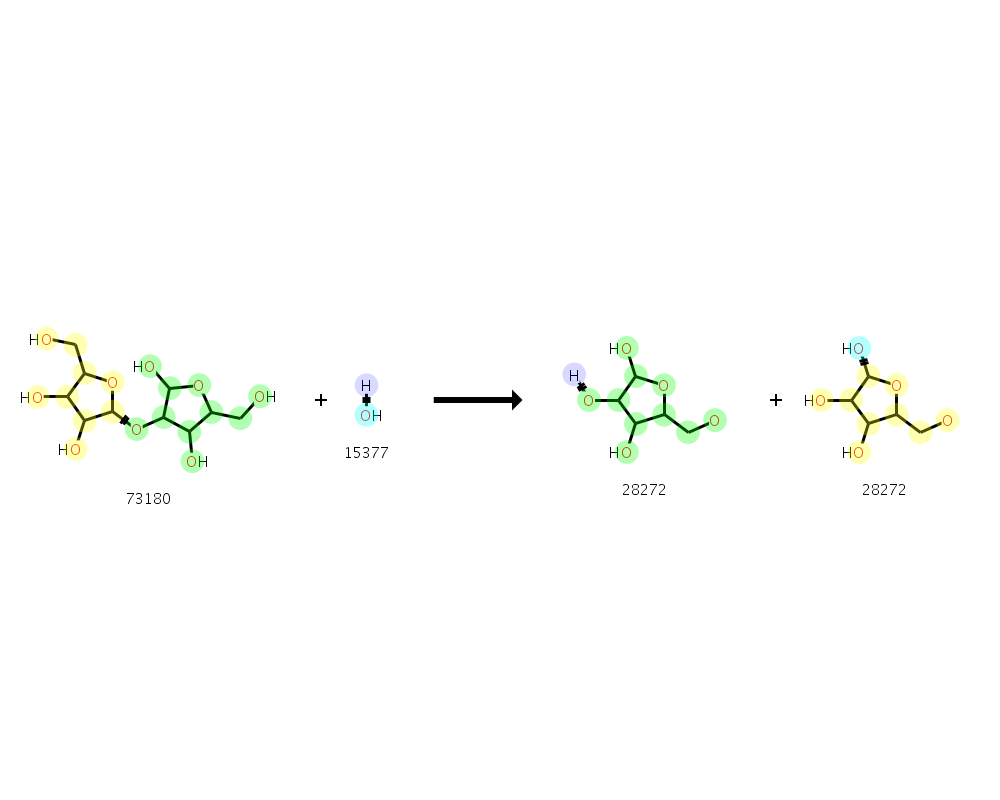 HO O HO HO O HO O OH OH
73180
+
H
OH
15377
H O HO O HO O
28272
+
HO HO O HO O
28272